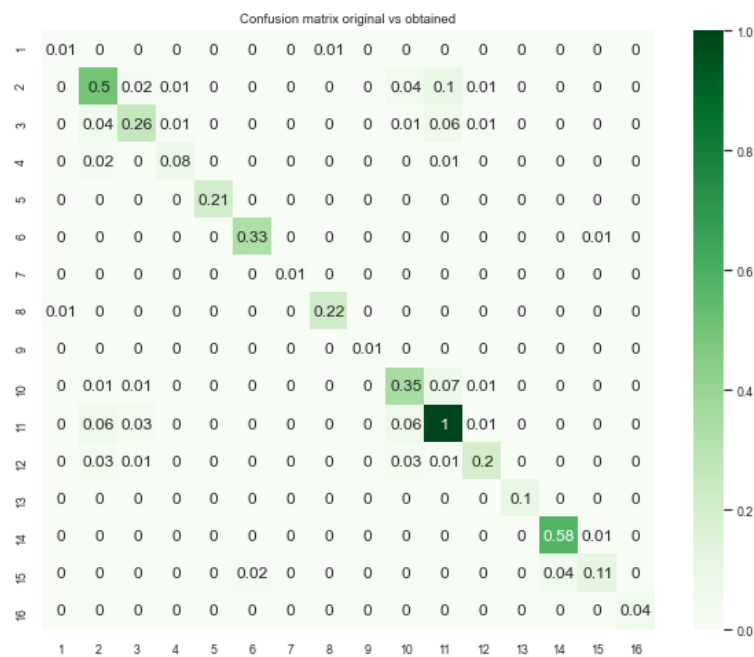 Confusion matrix original vs obtained
1 0.01 0 0 0 0 0 0 0.01 0 0 0 0 0 0 0 0
2 0 0.5 0.02 0.01 0 0 0 0 0 0.04 0.1 0.01 0 0 0 0
3 0 0.04 0.26 0.01 0 0 0 0 0 0.01 0.06 0.01 0 0 0 0
4 0 0.02 0 0.08 0 0 0 0 0 0 0.01 0 0 0 0 0
5 0 0 0 0 0.21 0 0 0 0 0 0 0 0 0 0 0
6 0 0 0 0 0 0.33 0 0 0 0 0 0 0 0 0.01 0
7 0 0 0 0 0 0 0.01 0 0 0 0 0 0 0 0 0
8 0.01 0 0 0 0 0 0 0.22 0 0 0 0 0 0 0 0
9 0 0 0 0 0 0 0 0 0.01 0 0 0 0 0 0 0
10 0 0.01 0.01 0 0 0 0 0 0 0.35 0.07 0.01 0 0 0 0
11 0 0.06 0.03 0 0 0 0 0 0 0.06 1 0.01 0 0 0 0
12 0 0.03 0.01 0 0 0 0 0 0 0.03 0.01 0.2 0 0 0 0
13 0 0 0 0 0 0 0 0 0 0 0 0 0.1 0 0 0
14 0 0 0 0 0 0 0 0 0 0 0 0 0 0.58 0.01 0
15 0 0 0 0 0 0.02 0 0 0 0 0 0 0 0.04 0.11 0
16 0 0 0 0 0 0 0 0 0 0 0 0 0 0 0 0.04
1 2 3 4 5 6 7 8 9 10 11 12 13 14 15 16
1.0
0.8
0.6
0.4
0.2
0.0